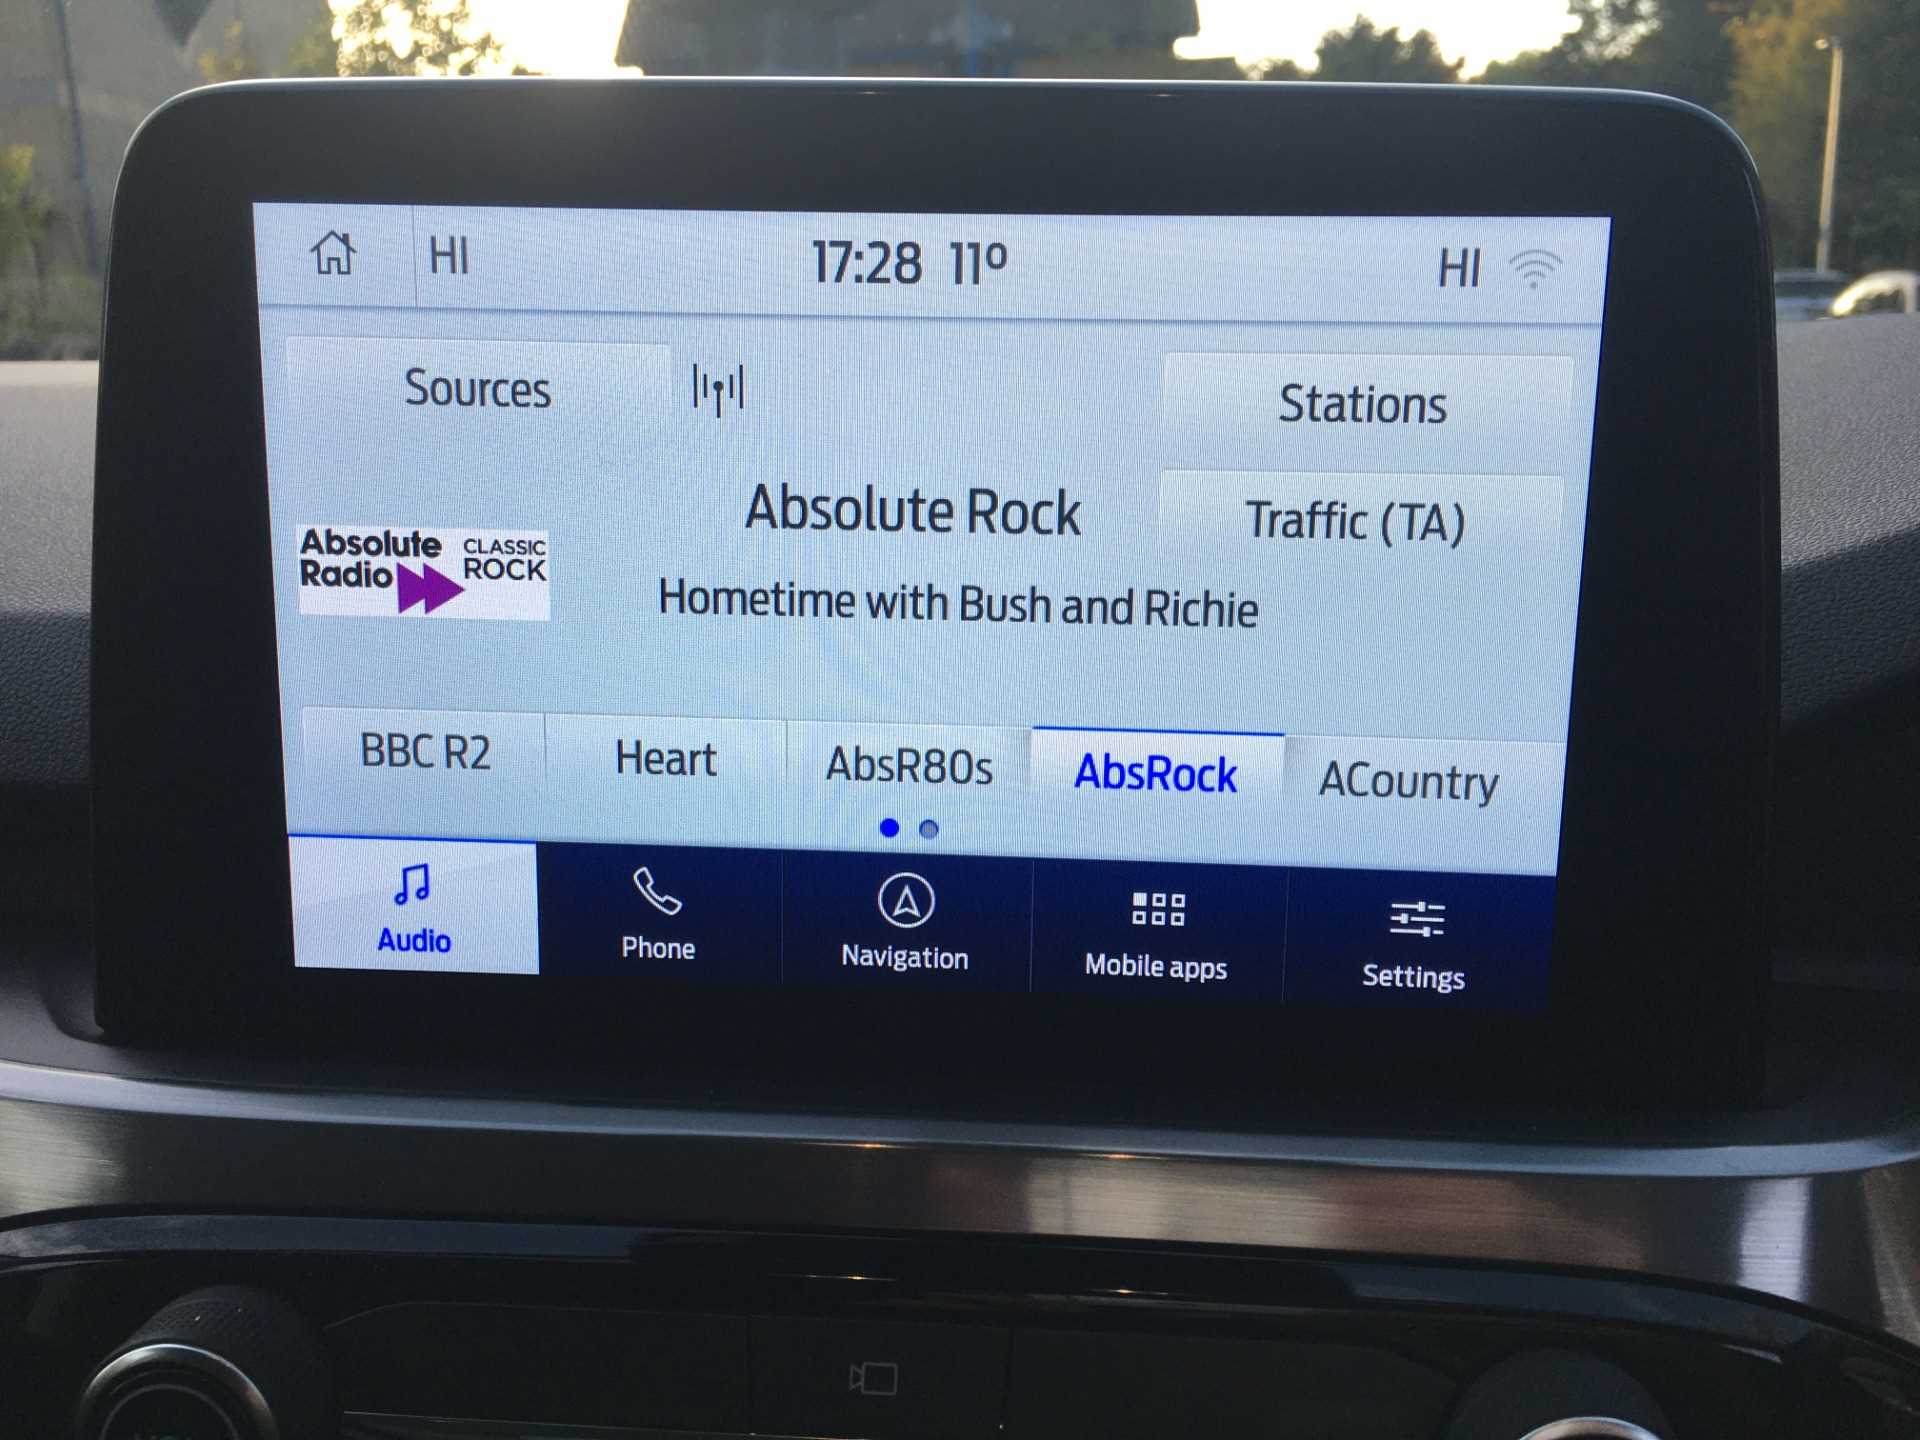 HI 17:28 11º HI
Sources Stations
Absolute Rock
Traffic (TA)
Absolute Radio CLASSIC ROCK
Hometime with Bush and Richie
BBC R2 Heart AbsR80s AbsRock ACountry
Audio Phone Navigation Mobile apps Settings